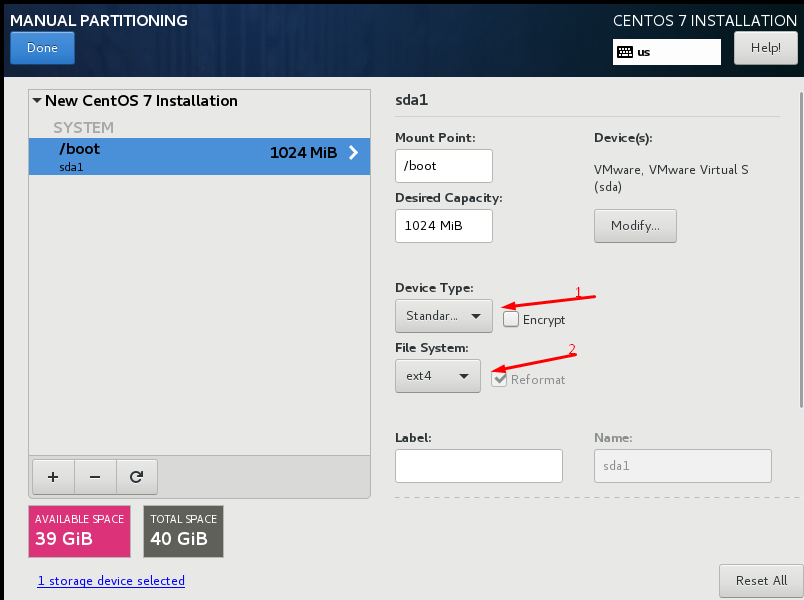 MANUAL PARTITIONING
CENTOS 7 INSTALLATION
Done
us
Help!
New CentOS 7 Installation
SYSTEM
/boot
1024 MiB
sda1
sda1
Mount Point:
/boot
Device(s):
VMware, VMware Virtual S
(sda)
Desired Capacity:
1024 MiB
Modify...
Device Type:
1
Standar...
Encrypt
File System:
2
ext4
Reformat
Label:
Name:
sda1
+
−
AVAILABLE SPACE
39 GiB
TOTAL SPACE
40 GiB
1 storage device selected
Reset All